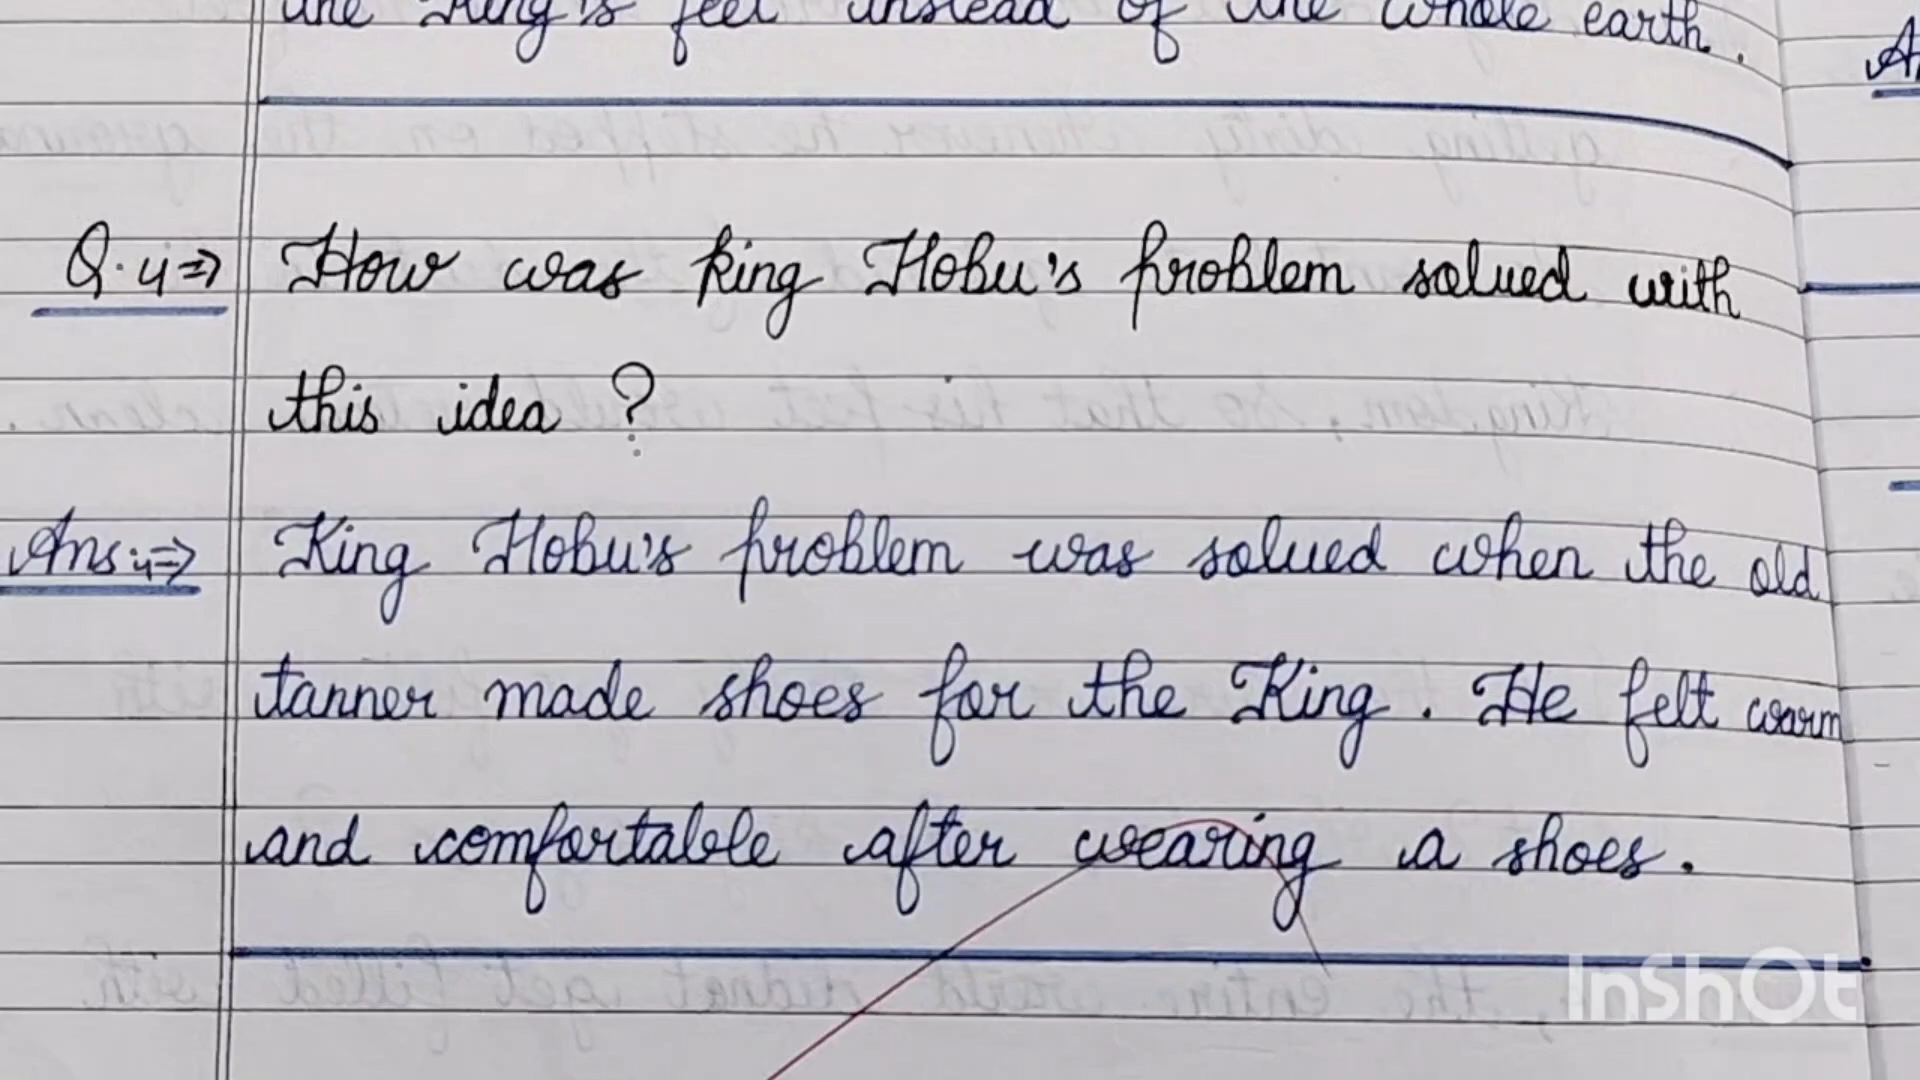 the King's feet instead of the whole earth.
Q.4⇒ How was king Hobu's problem solved with
this idea ?
Ans:4⇒ King Hobu's problem was solved when the old
tanner made shoes for the King. He felt warm
and comfortable after wearing a shoes.
InShOt